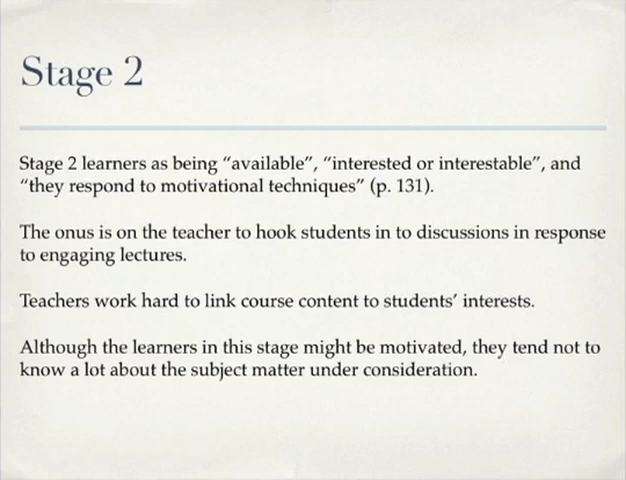 Stage 2
Stage 2 learners as being “available”, “interested or interestable”, and
“they respond to motivational techniques” (p. 131).
The onus is on the teacher to hook students in to discussions in response
to engaging lectures.
Teachers work hard to link course content to students’ interests.
Although the learners in this stage might be motivated, they tend not to
know a lot about the subject matter under consideration.